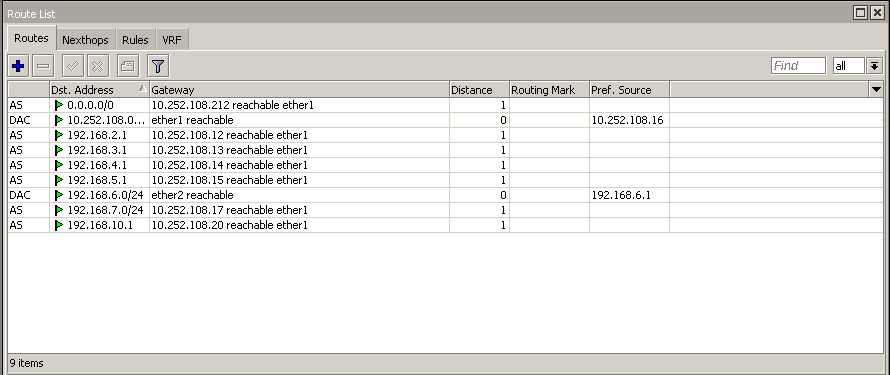 Route List
Routes Nexthops Rules VRF
Find all
Dst. Address Gateway Distance Routing Mark Pref. Source
AS 0.0.0.0/0 10.252.108.212 reachable ether1 1
DAC 10.252.108.0... ether1 reachable 0 10.252.108.16
AS 192.168.2.1 10.252.108.12 reachable ether1 1
AS 192.168.3.1 10.252.108.13 reachable ether1 1
AS 192.168.4.1 10.252.108.14 reachable ether1 1
AS 192.168.5.1 10.252.108.15 reachable ether1 1
DAC 192.168.6.0/24 ether2 reachable 0 192.168.6.1
AS 192.168.7.0/24 10.252.108.17 reachable ether1 1
AS 192.168.10.1 10.252.108.20 reachable ether1 1
9 items